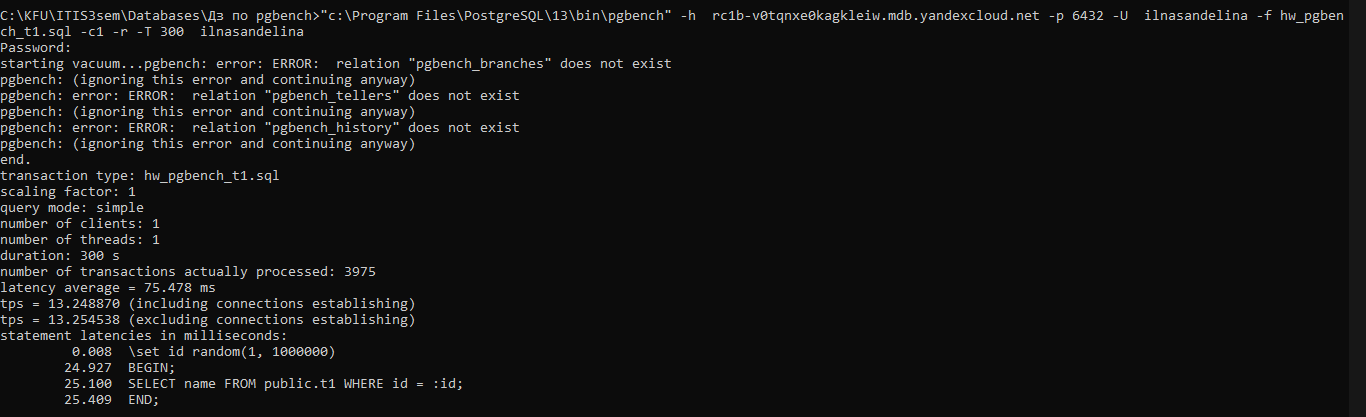 C:\KFU\ITIS3sem\Databases\Дз по pgbench>"c:\Program Files\PostgreSQL\13\bin\pgbench" -h  rc1b-v0tqnxe0kagkleiw.mdb.yandexcloud.net -p 6432 -U  ilnasandelina -f hw_pgben
ch_t1.sql -c1 -r -T 300  ilnasandelina
Password:
starting vacuum...pgbench: error: ERROR:  relation "pgbench_branches" does not exist
pgbench: (ignoring this error and continuing anyway)
pgbench: error: ERROR:  relation "pgbench_tellers" does not exist
pgbench: (ignoring this error and continuing anyway)
pgbench: error: ERROR:  relation "pgbench_history" does not exist
pgbench: (ignoring this error and continuing anyway)
end.
transaction type: hw_pgbench_t1.sql
scaling factor: 1
query mode: simple
number of clients: 1
number of threads: 1
duration: 300 s
number of transactions actually processed: 3975
latency average = 75.478 ms
tps = 13.248870 (including connections establishing)
tps = 13.254538 (excluding connections establishing)
statement latencies in milliseconds:
         0.008  \set id random(1, 1000000)
        24.927  BEGIN;
        25.100  SELECT name FROM public.t1 WHERE id = :id;
        25.409  END;